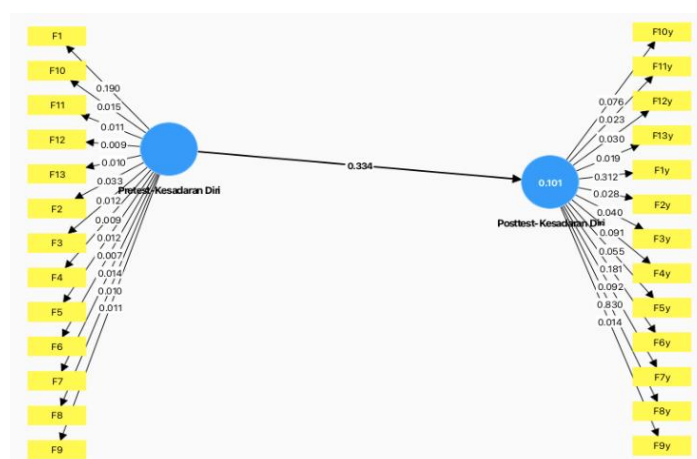 F1
F10
F11
F12
F13
F2
F3
F4
F5
F6
F7
F8
F9
0.190
0.015
0.011
0.009
0.010
0.033
0.012
0.009
0.012
0.007
0.014
0.010
0.011
Pretest-Kesadaran Diri
0.334
0.101
Posttest- Kesadaran Diri
0.076
0.023
0.030
0.019
0.312
0.028
0.040
0.091
0.055
0.181
0.092
0.830
0.014
F10y
F11y
F12y
F13y
F1y
F2y
F3y
F4y
F5y
F6y
F7y
F8y
F9y